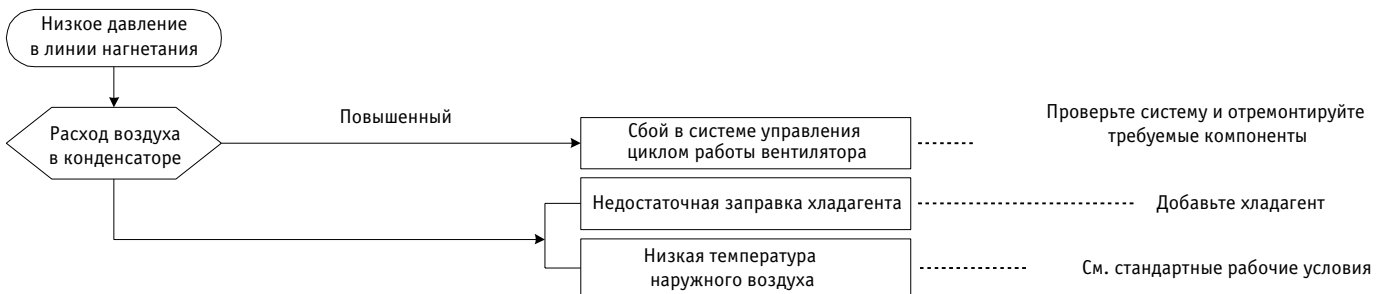 Низкое давление
в линии нагнетания
Расход воздуха
в конденсаторе
Повышенный
Сбой в системе управления
циклом работы вентилятора
Проверьте систему и отремонтируйте
требуемые компоненты
Недостаточная заправка хладагента
Добавьте хладагент
Низкая температура
наружного воздуха
См. стандартные рабочие условия